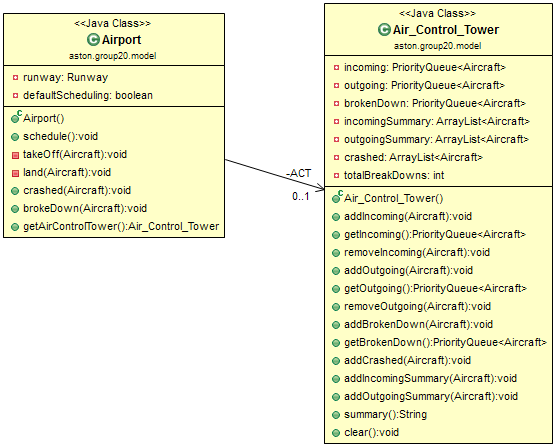 <<Java Class>>
Airport
aston.group20.model
runway: Runway
defaultScheduling: boolean
Airport()
schedule():void
takeOff(Aircraft):void
land(Aircraft):void
crashed(Aircraft):void
brokeDown(Aircraft):void
getAirControlTower():Air_Control_Tower
-ACT
0..1
<<Java Class>>
Air_Control_Tower
aston.group20.model
incoming: PriorityQueue<Aircraft>
outgoing: PriorityQueue<Aircraft>
brokenDown: PriorityQueue<Aircraft>
incomingSummary: ArrayList<Aircraft>
outgoingSummary: ArrayList<Aircraft>
crashed: ArrayList<Aircraft>
totalBreakDowns: int
Air_Control_Tower()
addIncoming(Aircraft):void
getIncoming():PriorityQueue<Aircraft>
removeIncoming(Aircraft):void
addOutgoing(Aircraft):void
getOutgoing():PriorityQueue<Aircraft>
removeOutgoing(Aircraft):void
addBrokenDown(Aircraft):void
getBrokenDown():PriorityQueue<Aircraft>
addCrashed(Aircraft):void
addIncomingSummary(Aircraft):void
addOutgoingSummary(Aircraft):void
summary():String
clear():void